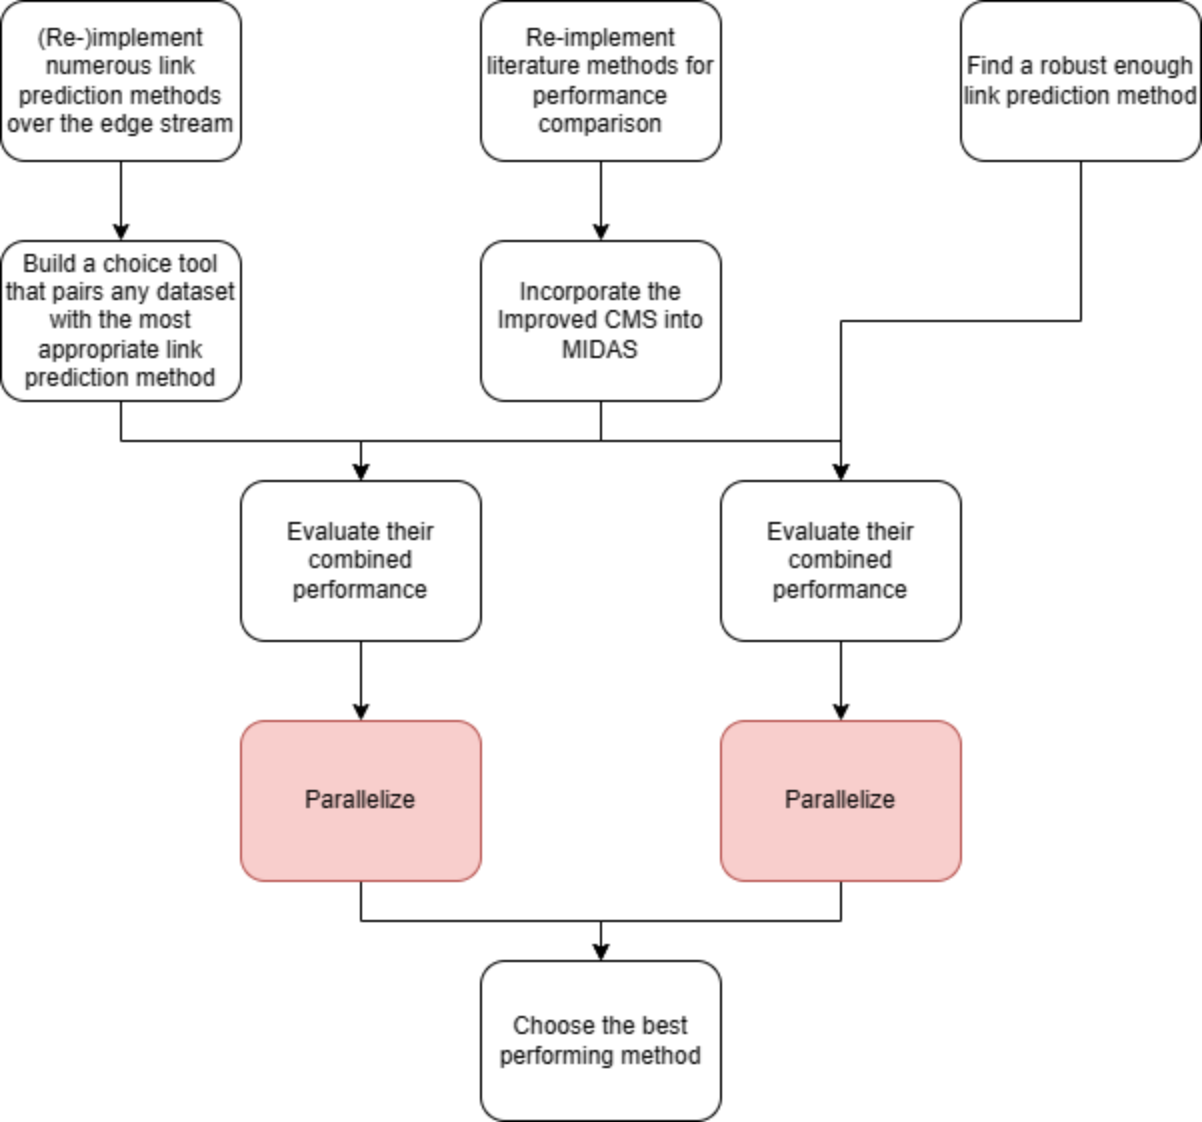 (Re-)implement
numerous link
prediction methods
over the edge stream
Re-implement
literature methods for
performance
comparison
Find a robust enough
link prediction method
Build a choice tool
that pairs any dataset
with the most
appropriate link
prediction method
Incorporate the
Improved CMS into
MIDAS
Evaluate their
combined
performance
Evaluate their
combined
performance
Parallelize
Parallelize
Choose the best
performing method